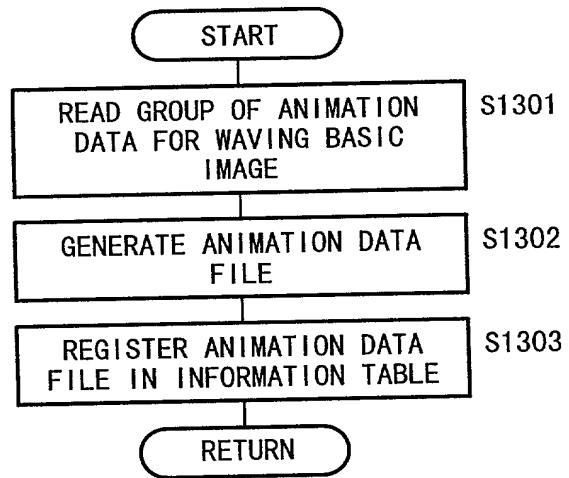 START
READ GROUP OF ANIMATION S1301
DATA FOR WAVING BASIC
IMAGE
GENERATE ANIMATION DATA S1302
FILE
REGISTER ANIMATION DATA S1303
FILE IN INFORMATION TABLE
RETURN